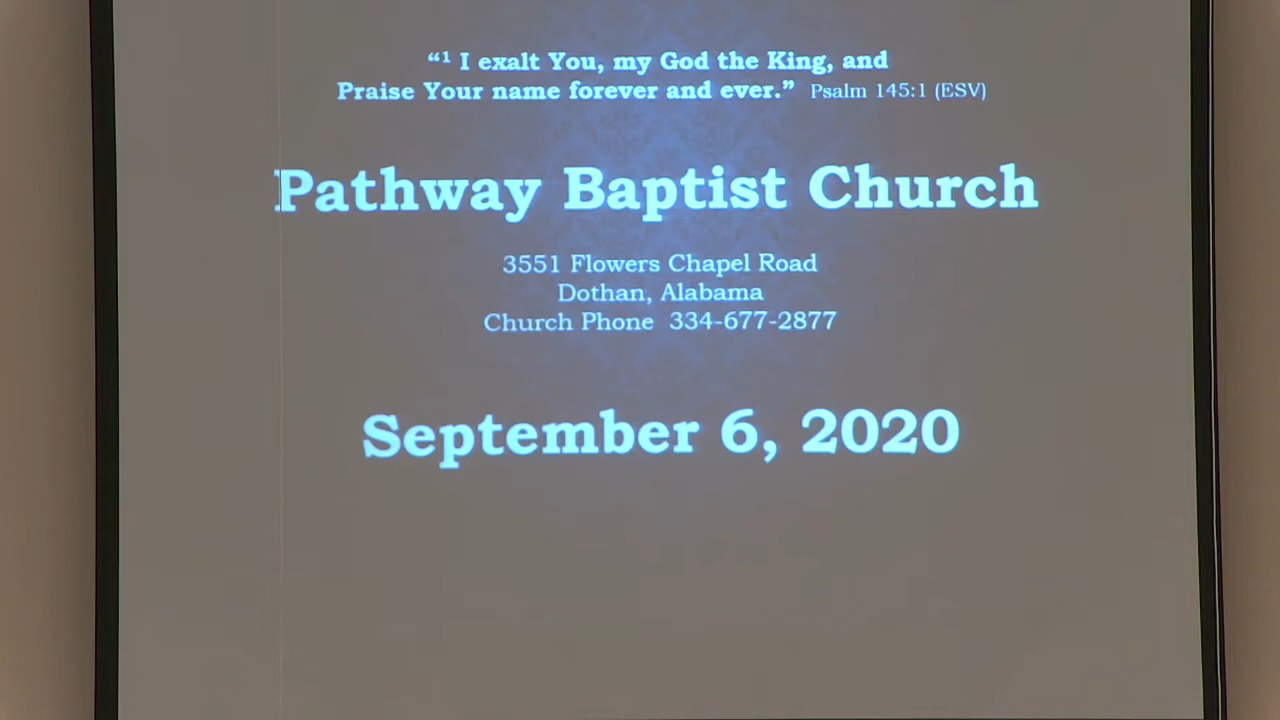 “¹ I exalt You, my God the King, and
Praise Your name forever and ever.” Psalm 145:1 (ESV)
Pathway Baptist Church
3551 Flowers Chapel Road
Dothan, Alabama
Church Phone 334-677-2877
September 6, 2020